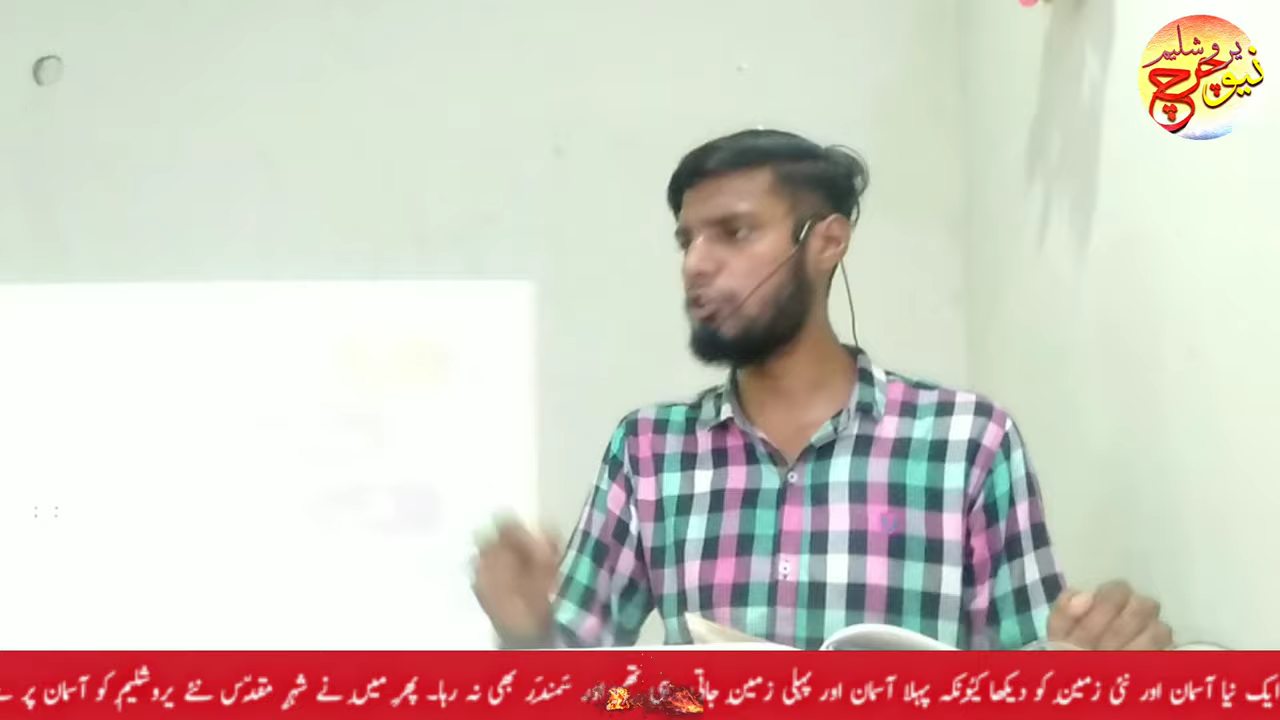 یروشلیم
نیو چرچ
ایک نیا آسمان اور نئی زمین کو دیکھا کیونکہ پہلا آسمان اور پہلی زمین جاتی رہی تھی اور سمندر بھی نہ رہا۔ پھر میں نے شہرِ مقدّس نئے یروشلیم کو آسمان پر سے